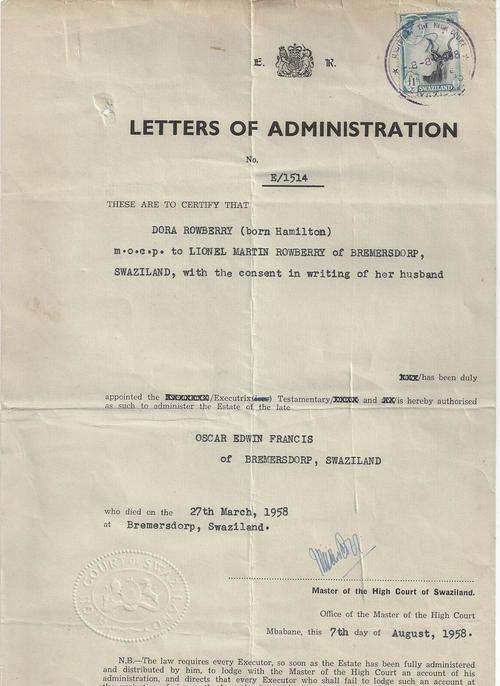 E. R.
£1
SWAZILAND
LETTERS OF ADMINISTRATION
No.
E/1514
THESE ARE TO CERTIFY THAT
DORA ROWBERRY (born Hamilton)
m.o.c.p. to LIONEL MARTIN ROWBERRY of BREMERSDORP,
SWAZILAND, with the consent in writing of her husband
/has been duly
appointed the /Executrix Testamentary/ and /is hereby authorised
as such to administer the Estate of the late
OSCAR EDWIN FRANCIS
of BREMERSDORP, SWAZILAND
who died on the 27th March, 1958
at Bremersdorp, Swaziland.
Master of the High Court of Swaziland.
Office of the Master of the High Court
Mbabane, this 7th day of August, 1958.
N.B—The law requires every Executor, so soon as the Estate has been fully administered
and distributed by him, to lodge with the Master of the High Court an account of his
administration, and directs that every Executor who shall fail to lodge such an account at